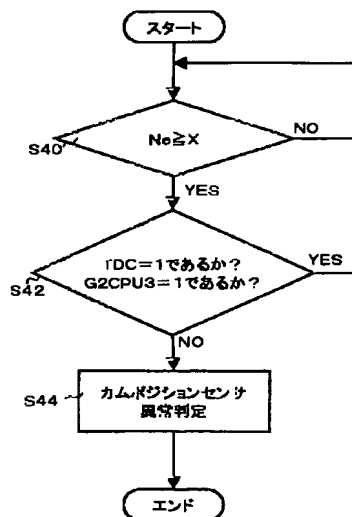 スタート
Ne≧X
NO
S40
YES
TDC=1であるか?
G2CPU3=1であるか?
YES
S42
NO
カムポジションセンサ
異常判定
S44
エンド